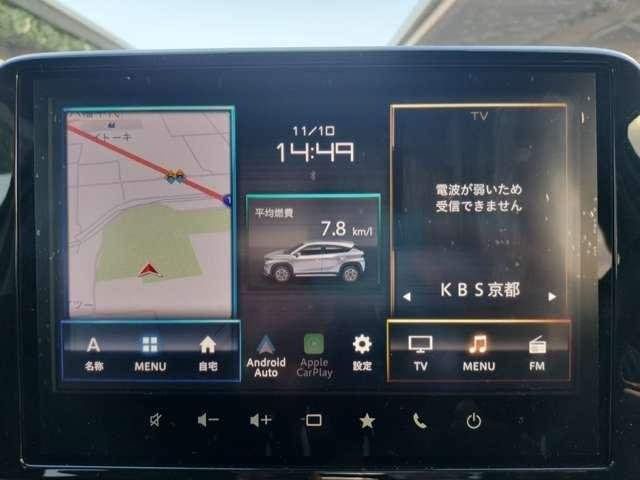 11/10
14:49
平均燃費
7.8 km/l
TV
電波が弱いため
受信できません
KBS京都
A
名称
MENU
自宅
Android
Auto
Apple
CarPlay
設定
TV
MENU
FM